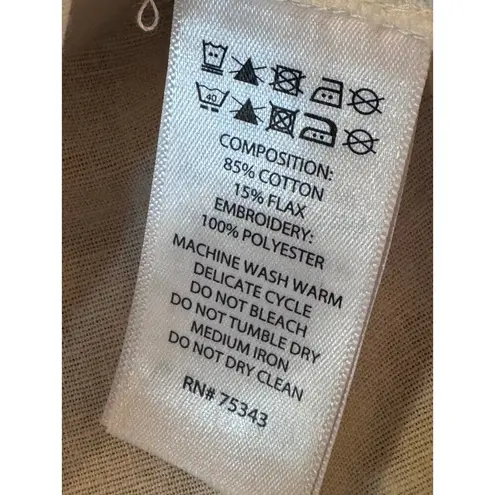 40
COMPOSITION:
85% COTTON
15% FLAX
EMBROIDERY:
100% POLYESTER
MACHINE WASH WARM
DELICATE CYCLE
DO NOT BLEACH
DO NOT TUMBLE DRY
MEDIUM IRON
DO NOT DRY CLEAN
RN# 75343